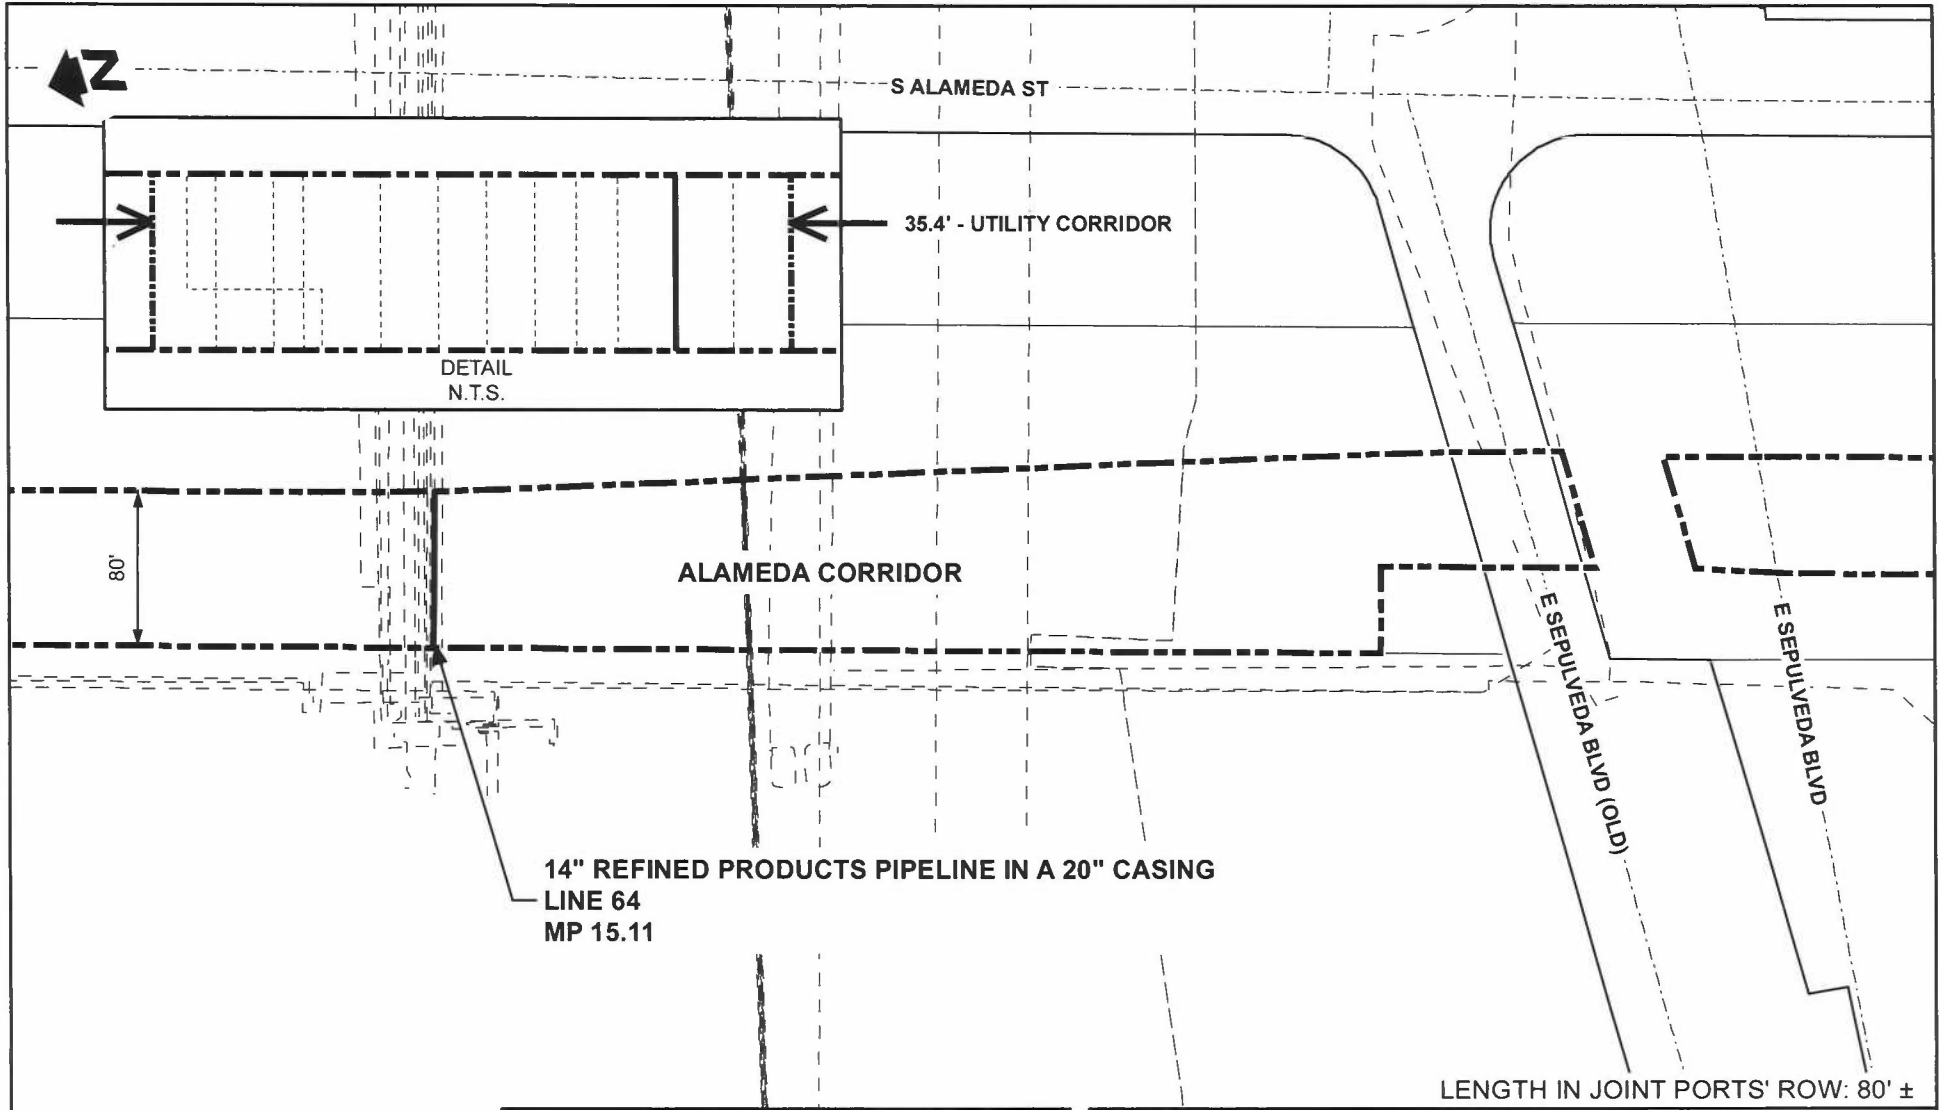 N
S ALAMEDA ST
35.4' - UTILITY CORRIDOR
DETAIL
N.T.S.
80'
ALAMEDA CORRIDOR
E SEPULVEDA BLVD (OLD)
E SEPULVEDA BLVD
14" REFINED PRODUCTS PIPELINE IN A 20" CASING
LINE 64
MP 15.11
LENGTH IN JOINT PORTS' ROW: 80' ±